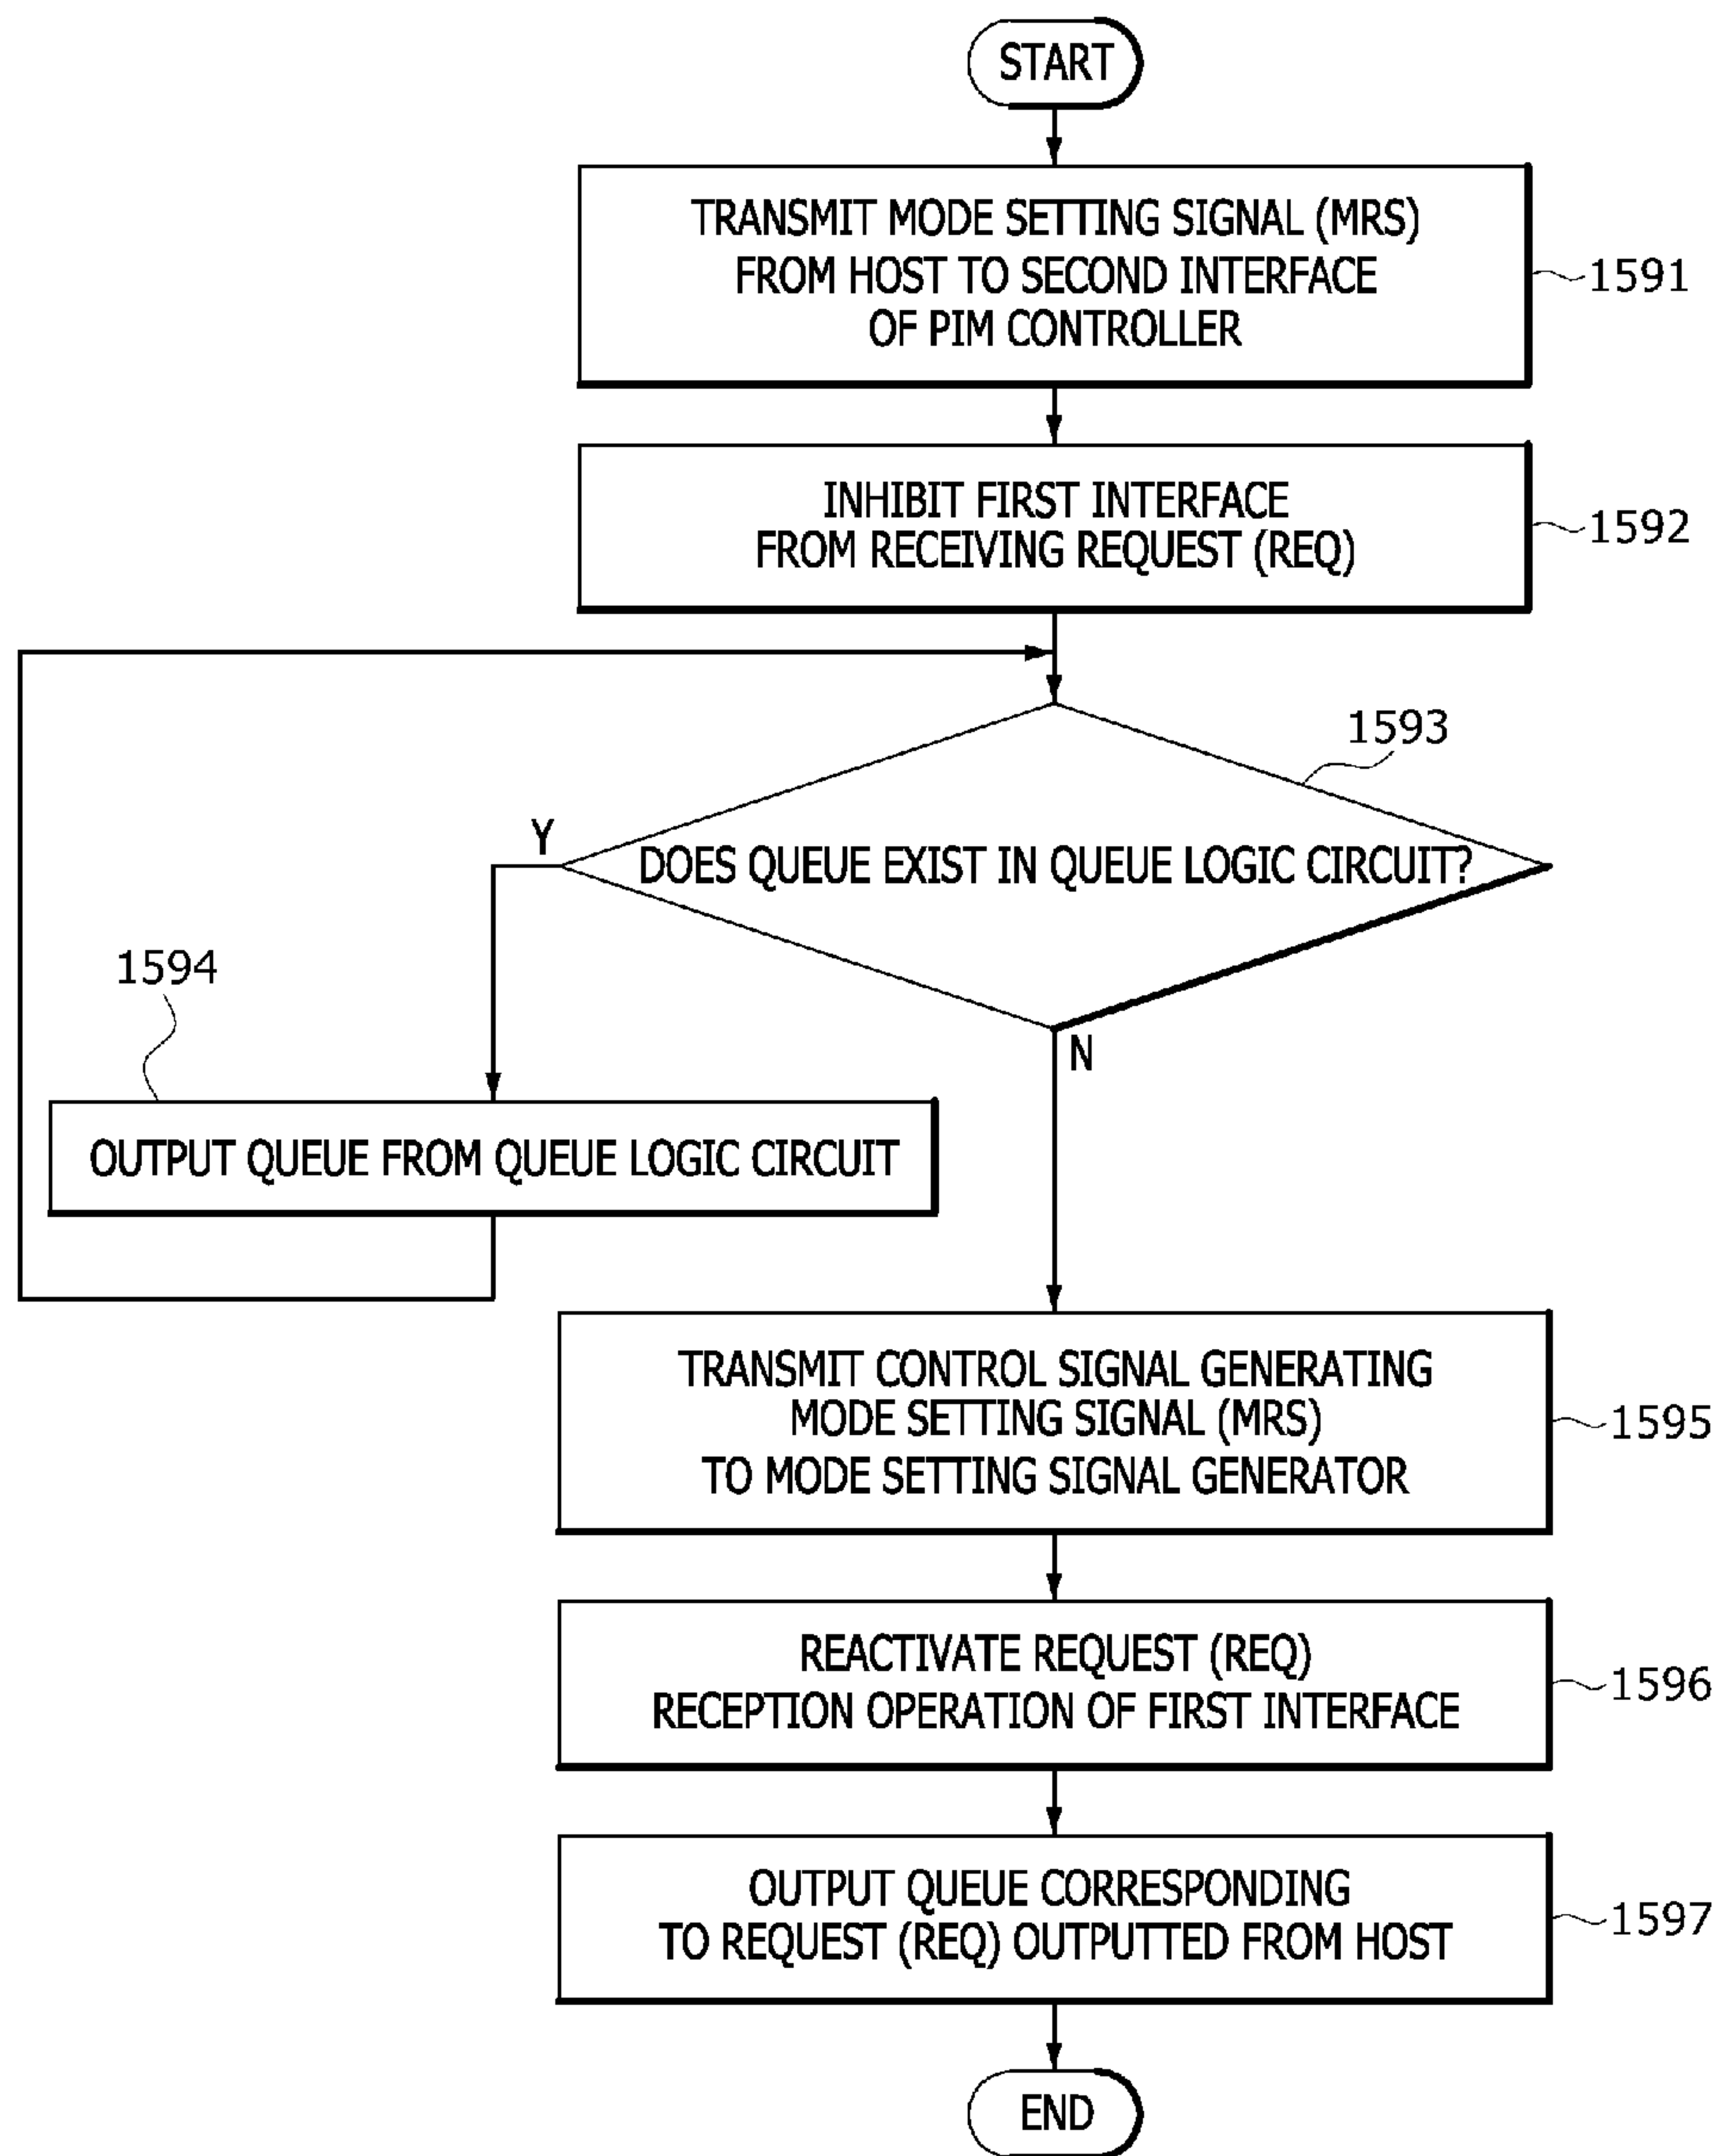 START
TRANSMIT MODE SETTING SIGNAL (MRS)
FROM HOST TO SECOND INTERFACE
OF PIM CONTROLLER
1591
INHIBIT FIRST INTERFACE
FROM RECEIVING REQUEST (REQ)
1592
1593
Y
DOES QUEUE EXIST IN QUEUE LOGIC CIRCUIT?
N
1594
OUTPUT QUEUE FROM QUEUE LOGIC CIRCUIT
TRANSMIT CONTROL SIGNAL GENERATING
MODE SETTING SIGNAL (MRS)
TO MODE SETTING SIGNAL GENERATOR
1595
REACTIVATE REQUEST (REQ)
RECEPTION OPERATION OF FIRST INTERFACE
1596
OUTPUT QUEUE CORRESPONDING
TO REQUEST (REQ) OUTPUTTED FROM HOST
1597
END